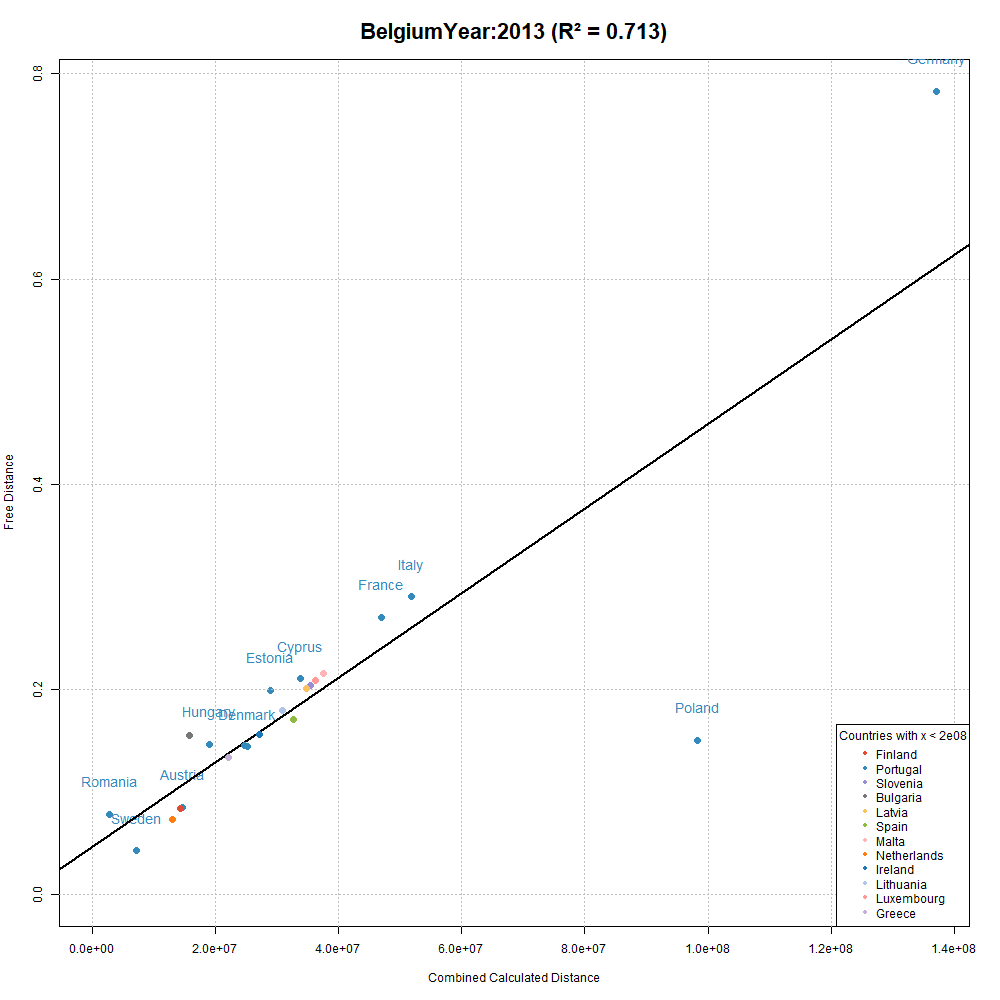 BelgiumYear:2013 (R² = 0.713)
Germany
0.8
0.6
0.4
0.2
0.0
Free Distance
Italy
France
Cyprus
Estonia
Hungary
Denmark
Poland
Austria
Romania
Sweden
Countries with x < 2e08
Finland
Portugal
Slovenia
Bulgaria
Latvia
Spain
Malta
Netherlands
Ireland
Lithuania
Luxembourg
Greece
0.0e+00 2.0e+07 4.0e+07 6.0e+07 8.0e+07 1.0e+08 1.2e+08 1.4e+08
Combined Calculated Distance